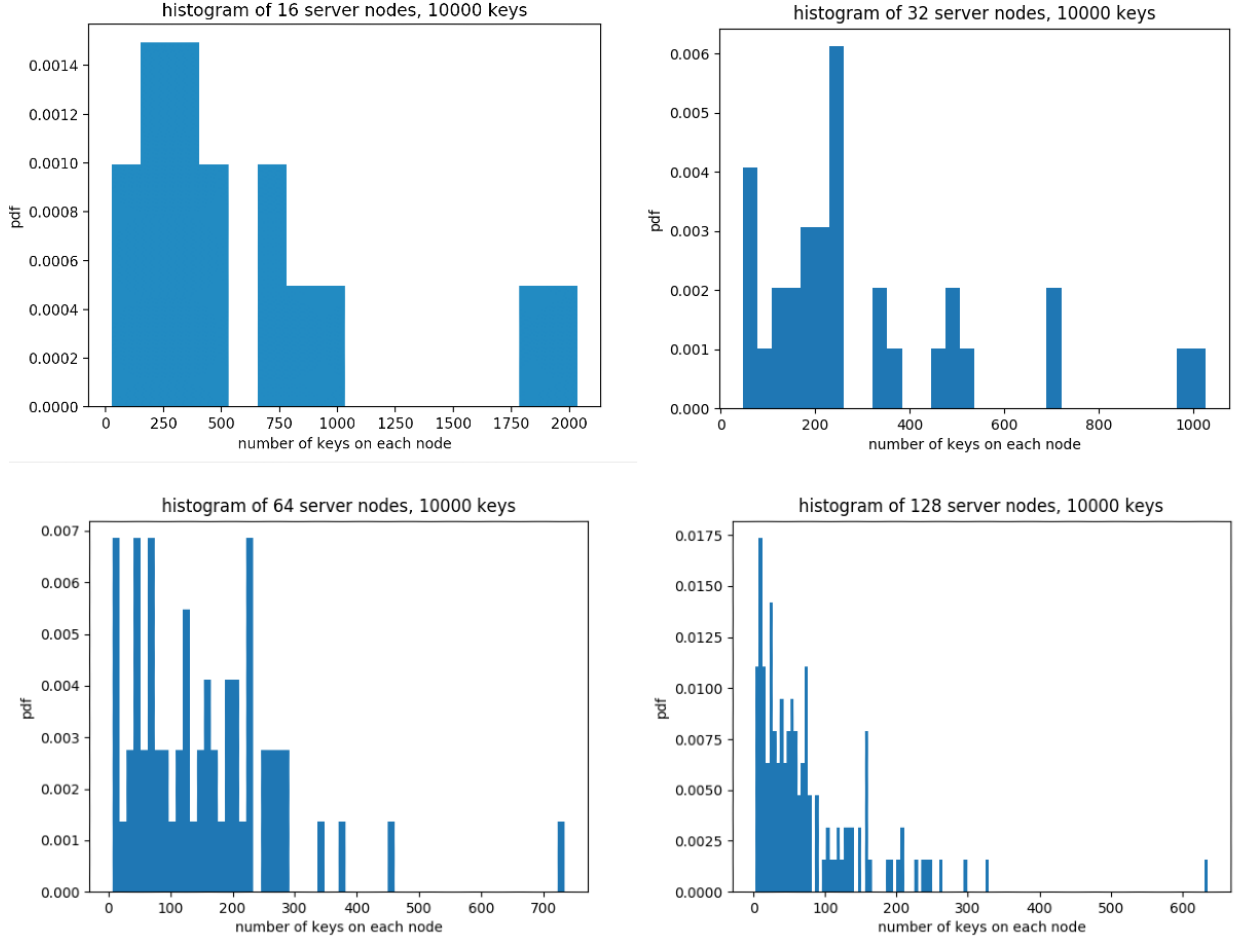 histogram of 16 server nodes, 10000 keys
0.0014
0.0012
0.0010
0.0008
0.0006
0.0004
0.0002
0.0000
pdf
0 250 500 750 1000 1250 1500 1750 2000
number of keys on each node
histogram of 32 server nodes, 10000 keys
0.006
0.005
0.004
0.003
0.002
0.001
0.000
pdf
0 200 400 600 800 1000
number of keys on each node
histogram of 64 server nodes, 10000 keys
0.007
0.006
0.005
0.004
0.003
0.002
0.001
0.000
pdf
0 100 200 300 400 500 600 700
number of keys on each node
histogram of 128 server nodes, 10000 keys
0.0175
0.0150
0.0125
0.0100
0.0075
0.0050
0.0025
0.0000
pdf
0 100 200 300 400 500 600
number of keys on each node